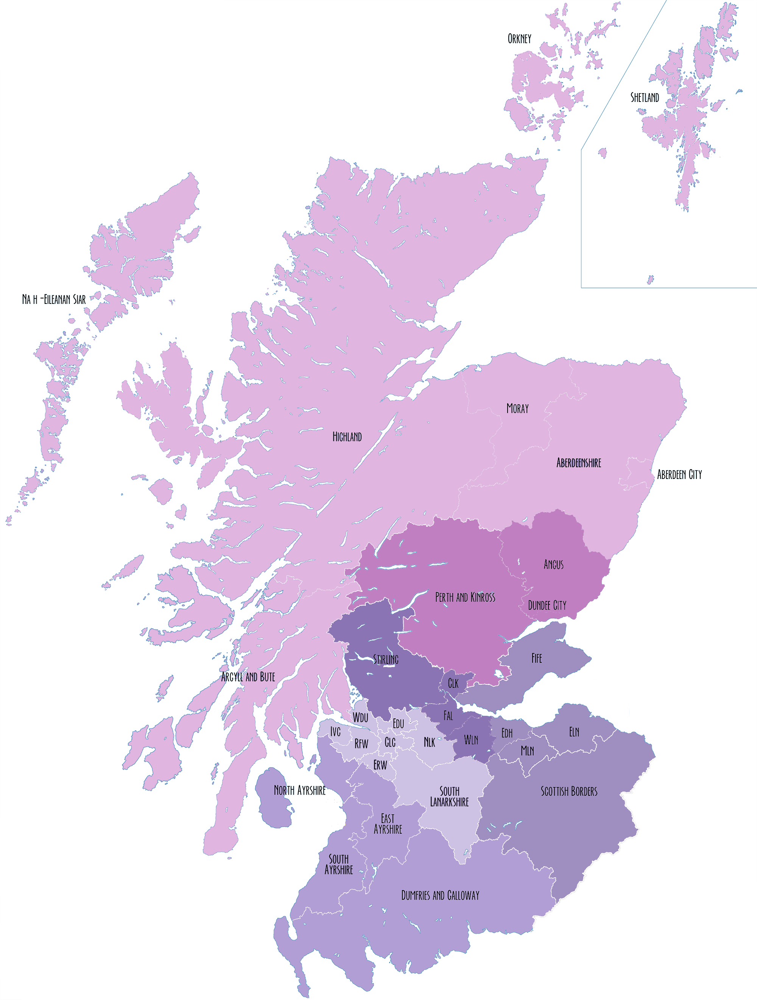 Orkney
Shetland
Na h -Eileanan Siar
Moray
Highland
Aberdeenshire
Aberdeen City
Angus
Perth and Kinross
Dundee City
Fife
Stirling
Argyll and Bute
Clk
Fal
Wdu
Edu
Ivc
Rfw
Glc
Nlk
Wln
Edh
Eln
Mln
Erw
North Ayrshire
South
Lanarkshire
Scottish Borders
East
Ayrshire
South
Ayrshire
Dumfries and Galloway